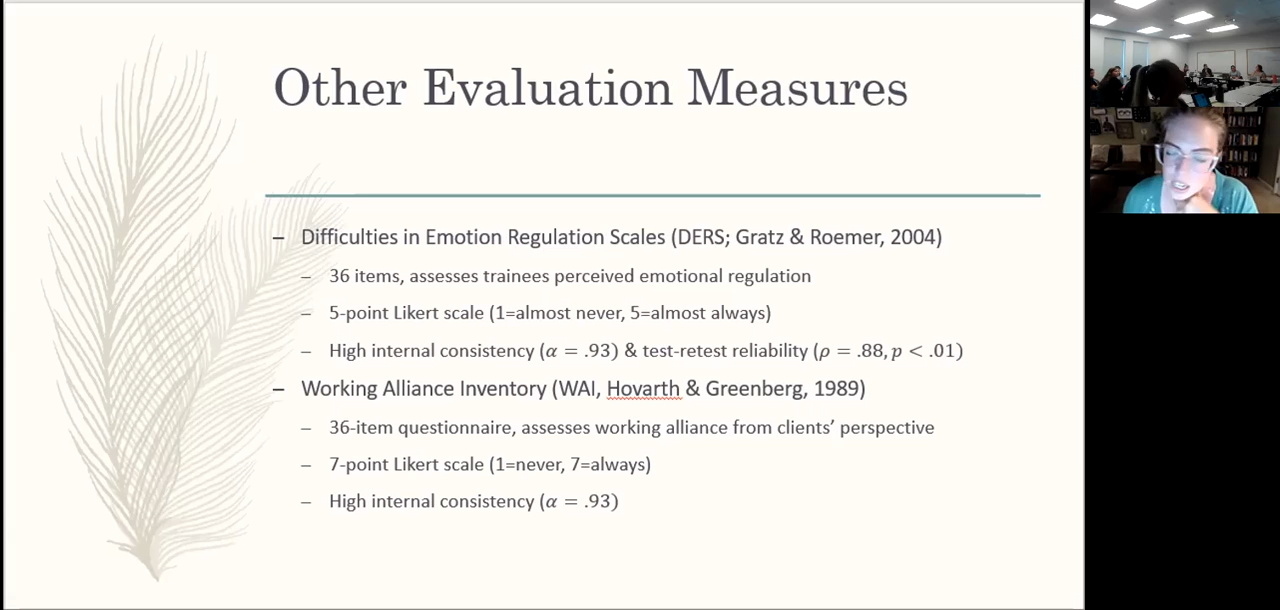 Other Evaluation Measures
– Difficulties in Emotion Regulation Scales (DERS; Gratz & Roemer, 2004)
– 36 items, assesses trainees perceived emotional regulation
– 5-point Likert scale (1=almost never, 5=almost always)
– High internal consistency (α = .93) & test-retest reliability (ρ = .88, p < .01)
– Working Alliance Inventory (WAI, Hovarth & Greenberg, 1989)
– 36-item questionnaire, assesses working alliance from clients’ perspective
– 7-point Likert scale (1=never, 7=always)
– High internal consistency (α = .93)